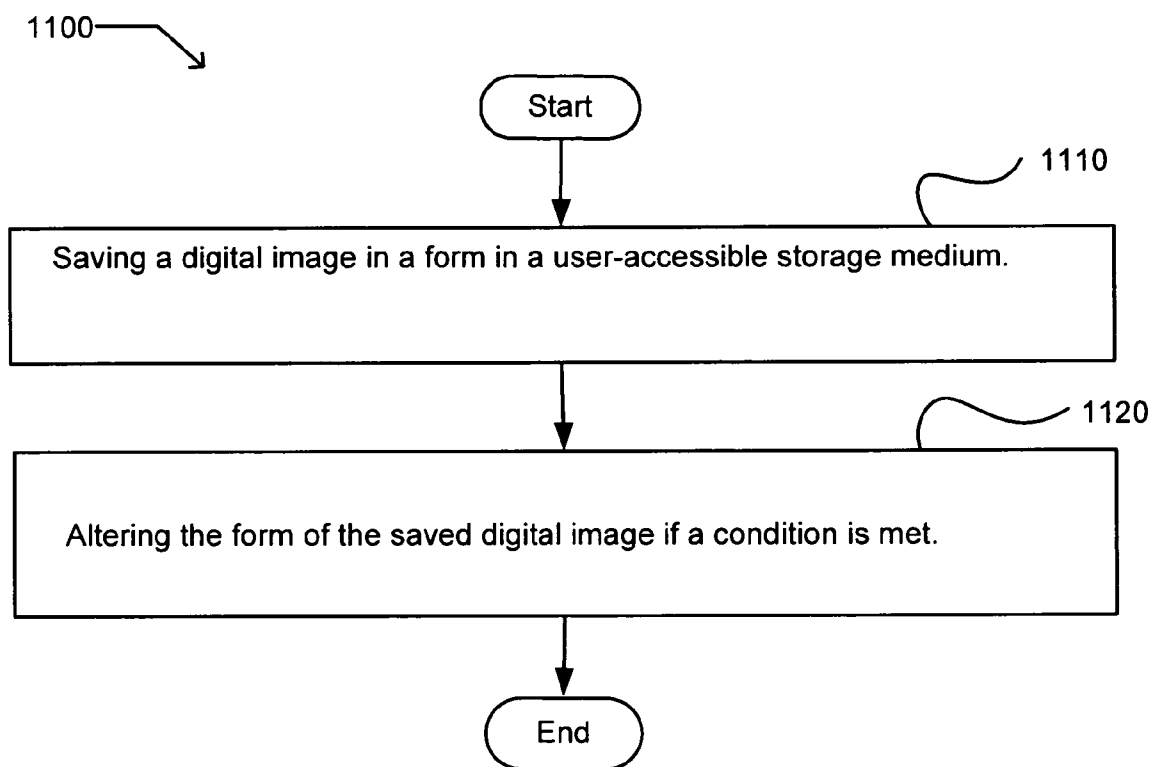 1100
Start
1110
Saving a digital image in a form in a user-accessible storage medium.
1120
Altering the form of the saved digital image if a condition is met.
End